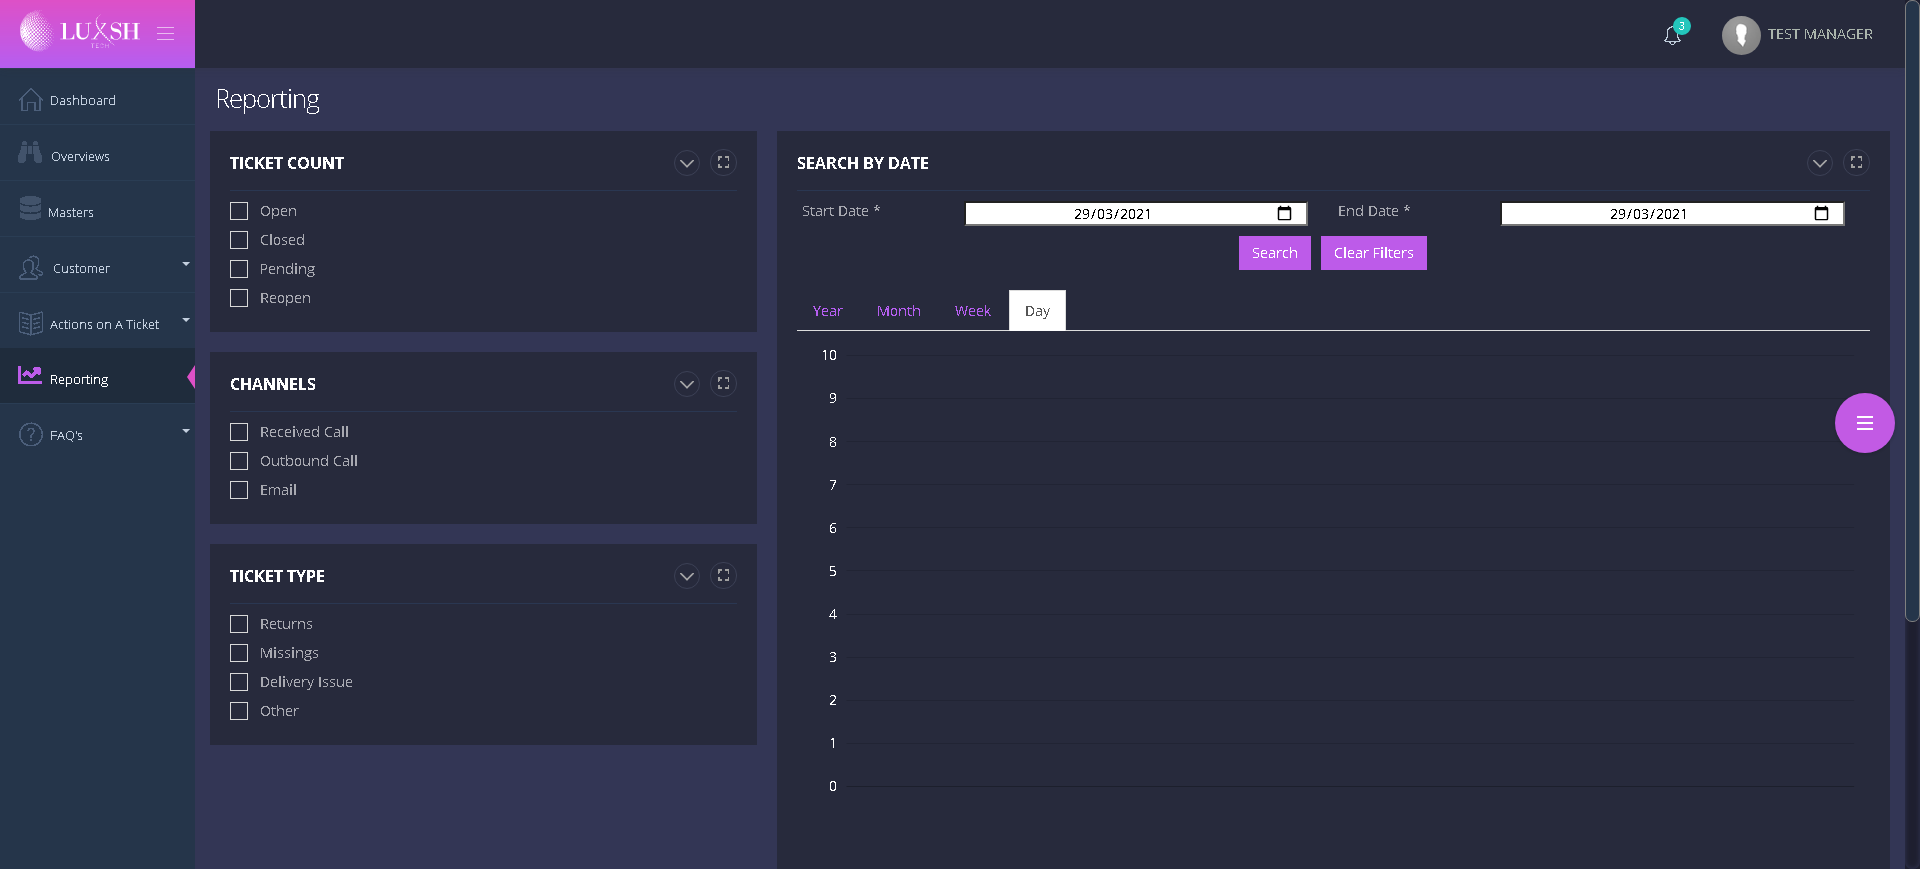 LUXSH
TECH
3
TEST MANAGER
Dashboard
Overviews
Masters
Customer
Actions on A Ticket
Reporting
FAQ's
Reporting
TICKET COUNT
Open
Closed
Pending
Reopen
CHANNELS
Received Call
Outbound Call
Email
TICKET TYPE
Returns
Missings
Delivery Issue
Other
SEARCH BY DATE
Start Date * 29/03/2021 End Date * 29/03/2021
Search Clear Filters
Year Month Week Day
10
9
8
7
6
5
4
3
2
1
0